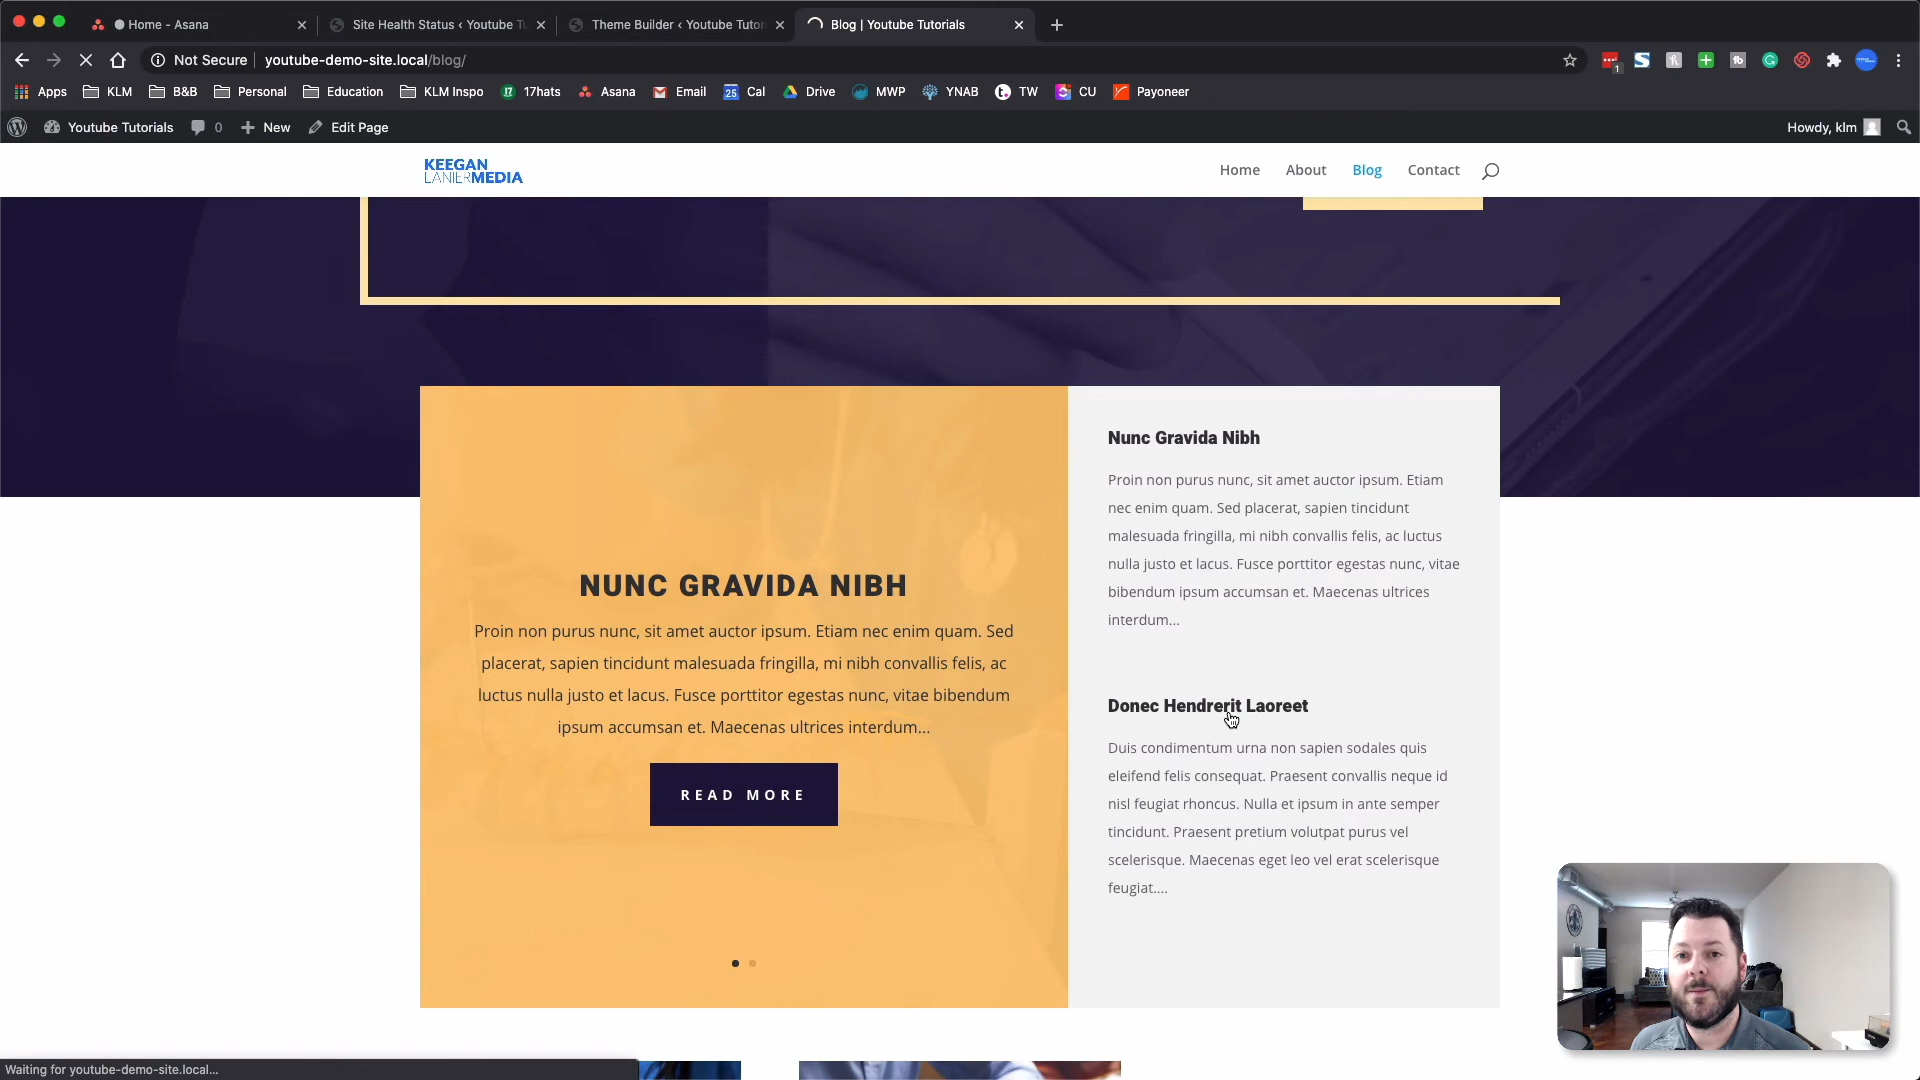 Home - Asana
Site Health Status ‹ Youtube Tu
Theme Builder ‹ Youtube Tutor
Blog | Youtube Tutorials
Not Secure
youtube-demo-site.local/blog/
1
Apps
KLM
B&B
Personal
Education
KLM Inspo
17
17hats
Asana
Email
25
Cal
Drive
MWP
YNAB
TW
CU
Payoneer
Youtube Tutorials
0
New
Edit Page
Howdy, klm
KEEGAN
LANIERMEDIA
Home
About
Blog
Contact
NUNC GRAVIDA NIBH
Proin non purus nunc, sit amet auctor ipsum. Etiam nec enim quam. Sed
placerat, sapien tincidunt malesuada fringilla, mi nibh convallis felis, ac
luctus nulla justo et lacus. Fusce porttitor egestas nunc, vitae bibendum
ipsum accumsan et. Maecenas ultrices interdum...
READ MORE
Nunc Gravida Nibh
Proin non purus nunc, sit amet auctor ipsum. Etiam
nec enim quam. Sed placerat, sapien tincidunt
malesuada fringilla, mi nibh convallis felis, ac luctus
nulla justo et lacus. Fusce porttitor egestas nunc, vitae
bibendum ipsum accumsan et. Maecenas ultrices
interdum...
Donec Hendrerit Laoreet
Duis condimentum urna non sapien sodales quis
eleifend felis consequat. Praesent convallis neque id
nisl feugiat rhoncus. Nulla et ipsum in ante semper
tincidunt. Praesent pretium volutpat purus vel
scelerisque. Maecenas eget leo vel erat scelerisque
feugiat....
Waiting for youtube-demo-site.local...